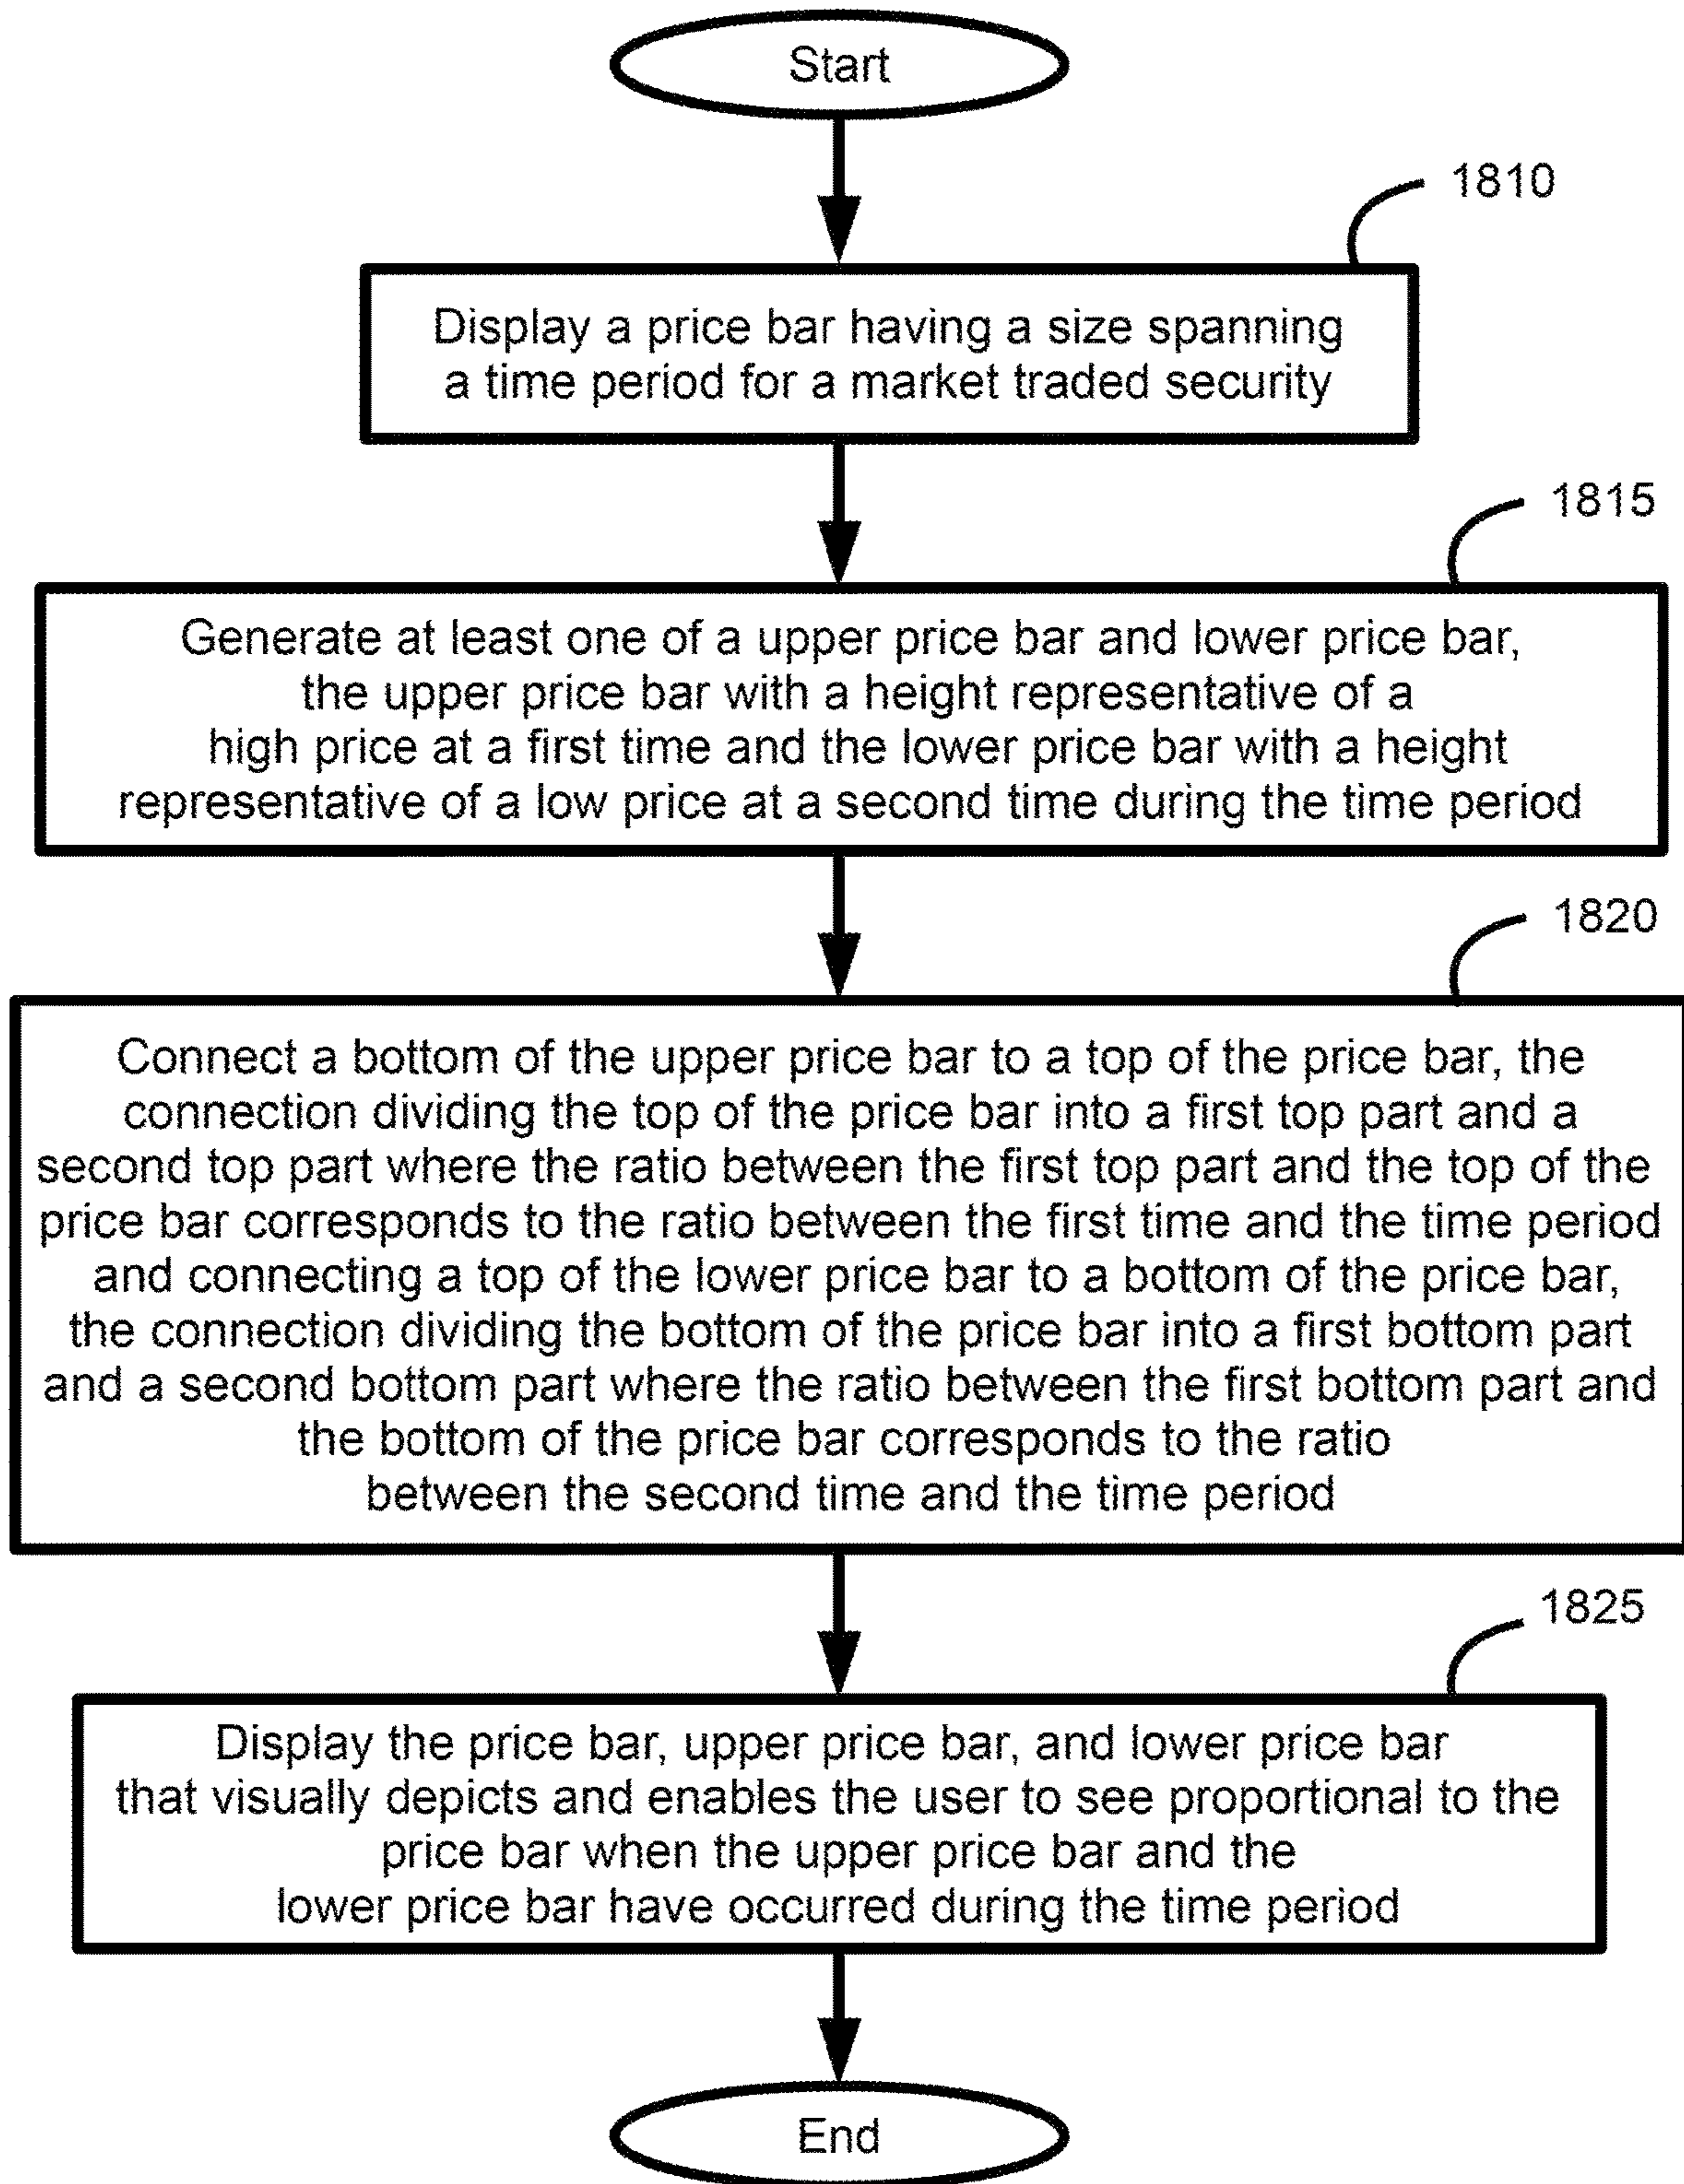 Start
1810
Display a price bar having a size spanning
a time period for a market traded security
1815
Generate at least one of a upper price bar and lower price bar,
the upper price bar with a height representative of a
high price at a first time and the lower price bar with a height
representative of a low price at a second time during the time period
1820
Connect a bottom of the upper price bar to a top of the price bar, the
connection dividing the top of the price bar into a first top part and a
second top part where the ratio between the first top part and the top of the
price bar corresponds to the ratio between the first time and the time period
and connecting a top of the lower price bar to a bottom of the price bar,
the connection dividing the bottom of the price bar into a first bottom part
and a second bottom part where the ratio between the first bottom part and
the bottom of the price bar corresponds to the ratio
between the second time and the time period
1825
Display the price bar, upper price bar, and lower price bar
that visually depicts and enables the user to see proportional to the
price bar when the upper price bar and the
lower price bar have occurred during the time period
End